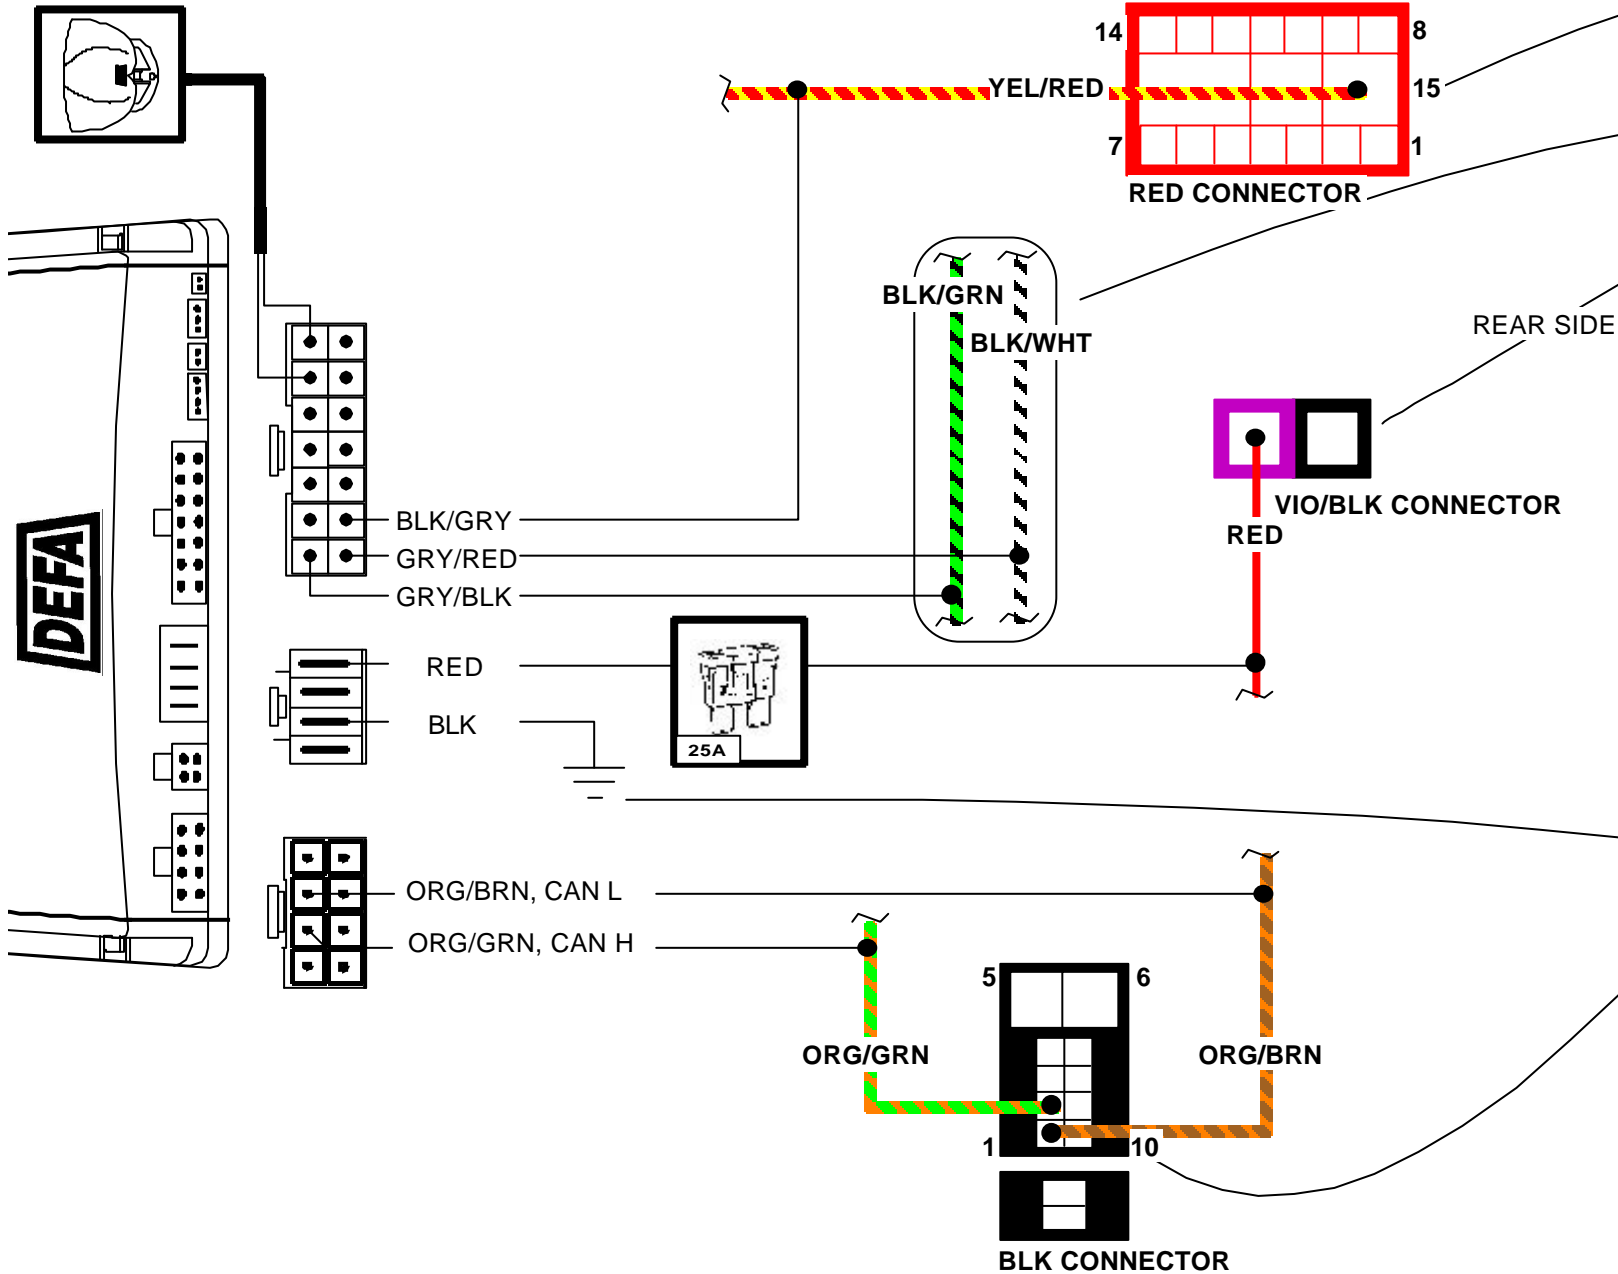 14
8
YEL/RED
15
7
1
RED CONNECTOR
BLK/GRN
BLK/WHT
REAR SIDE
VIO/BLK CONNECTOR
RED
BLK/GRY
GRY/RED
GRY/BLK
DEFA
RED
BLK
25A
ORG/BRN, CAN L
ORG/GRN, CAN H
5
6
ORG/GRN
ORG/BRN
1
10
BLK CONNECTOR